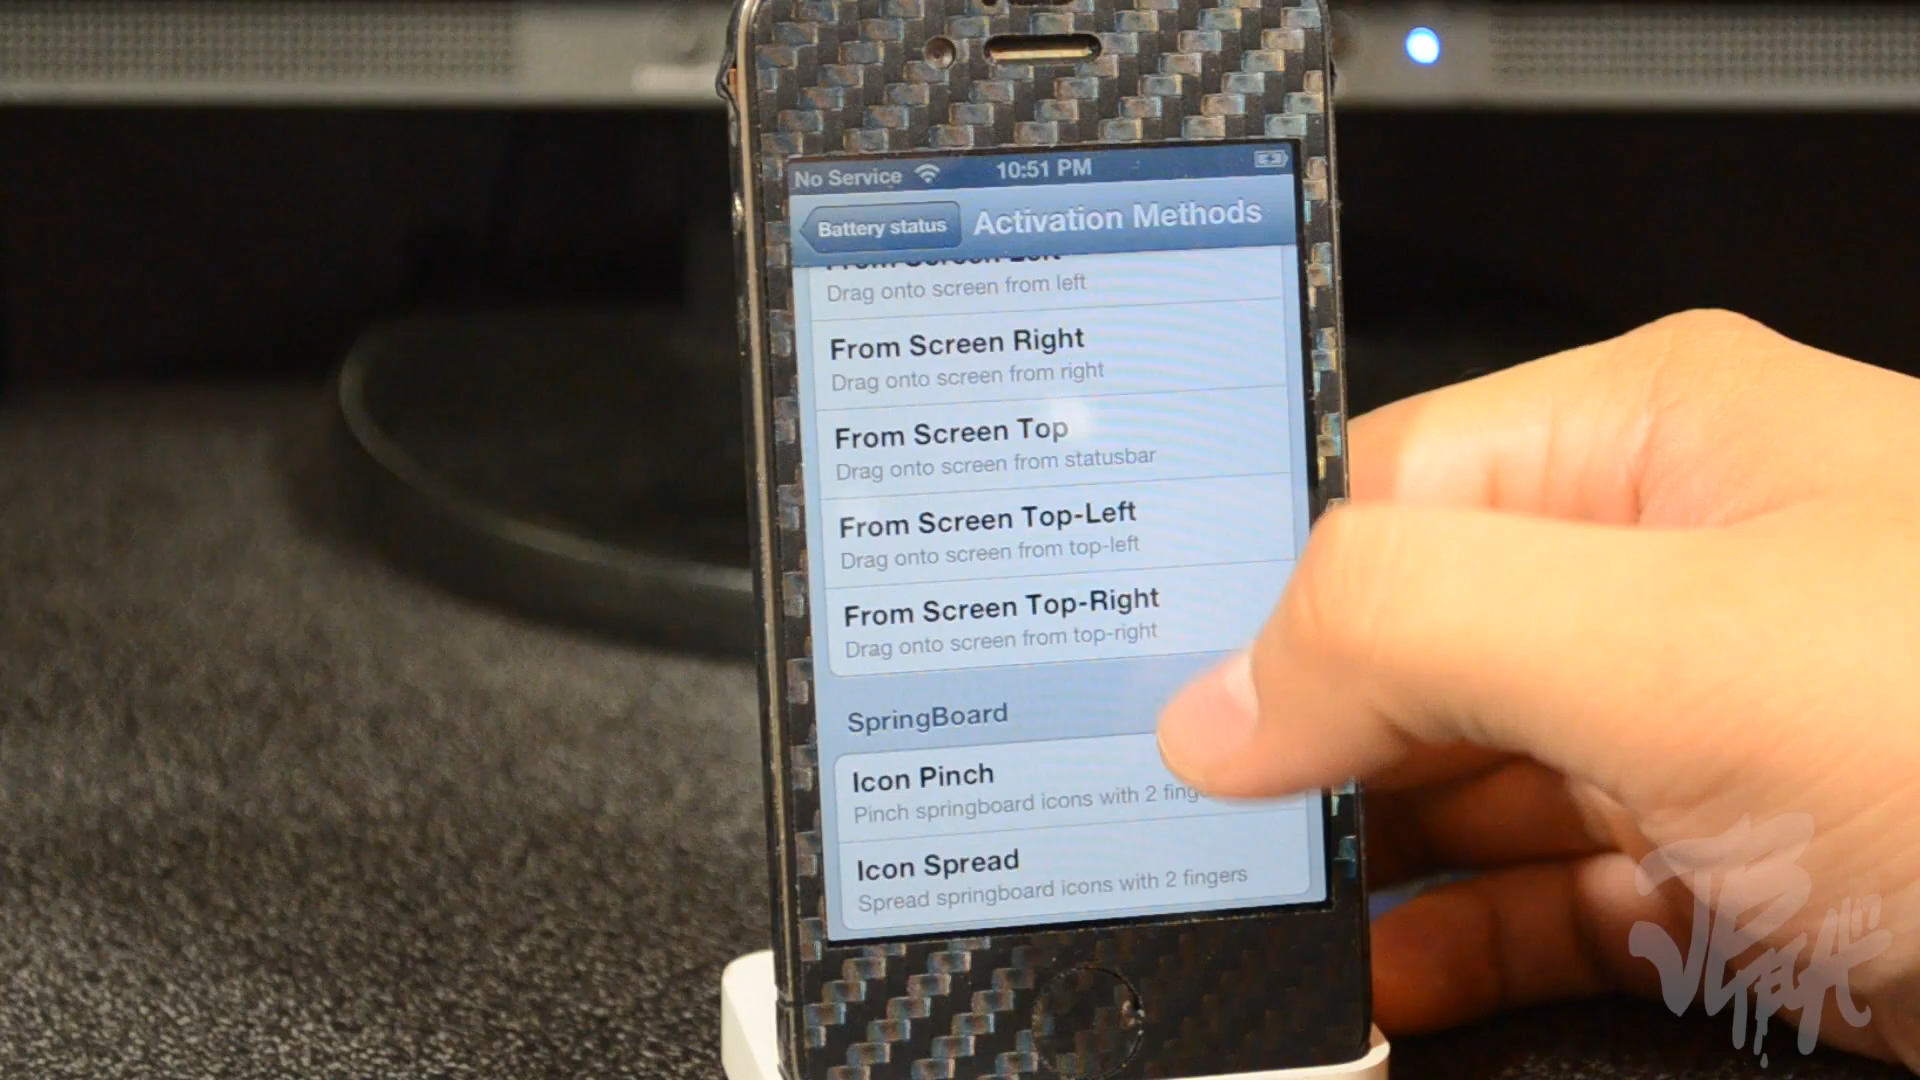 No Service 10:51 PM
Battery status Activation Methods
From Screen Left
Drag onto screen from left
From Screen Right
Drag onto screen from right
From Screen Top
Drag onto screen from statusbar
From Screen Top-Left
Drag onto screen from top-left
From Screen Top-Right
Drag onto screen from top-right
SpringBoard
Icon Pinch
Pinch springboard icons with 2
Icon Spread
Spread springboard icons with 2 fingers